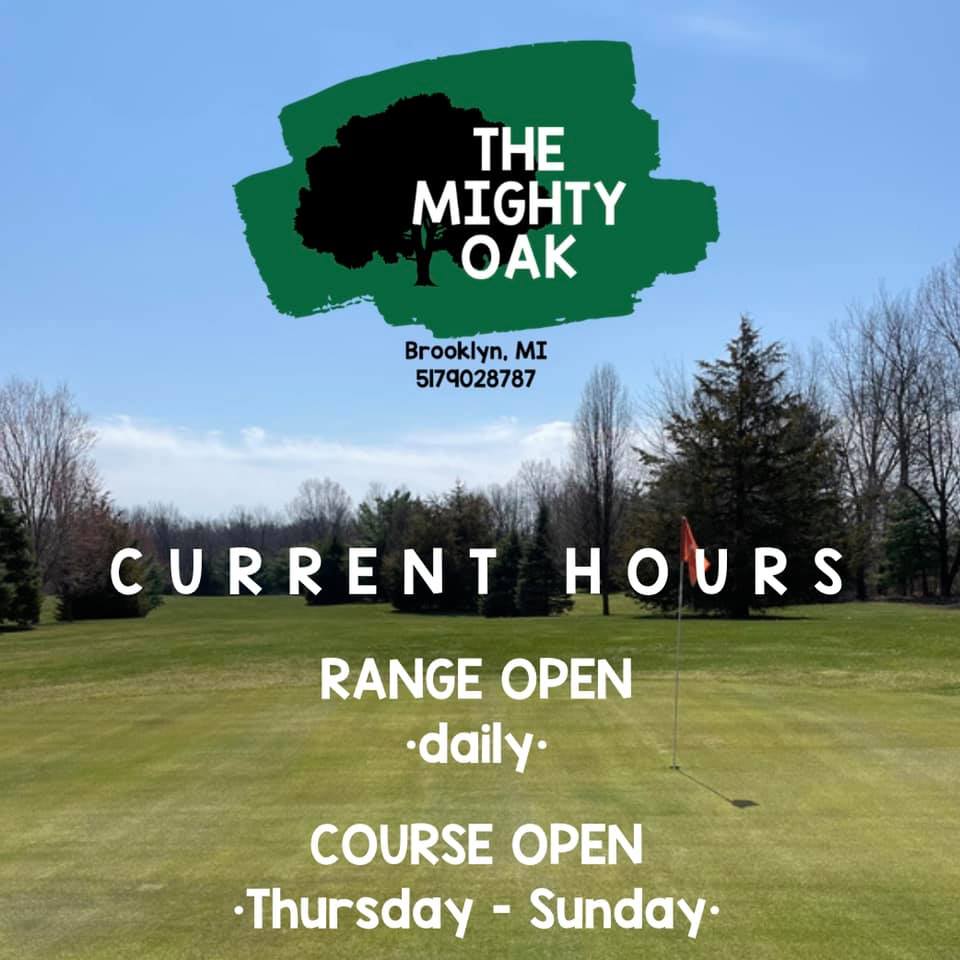 THE
MIGHTY
OAK
Brooklyn, MI
5179028787
CURRENT HOURS
RANGE OPEN
•daily•
COURSE OPEN
•Thursday - Sunday•